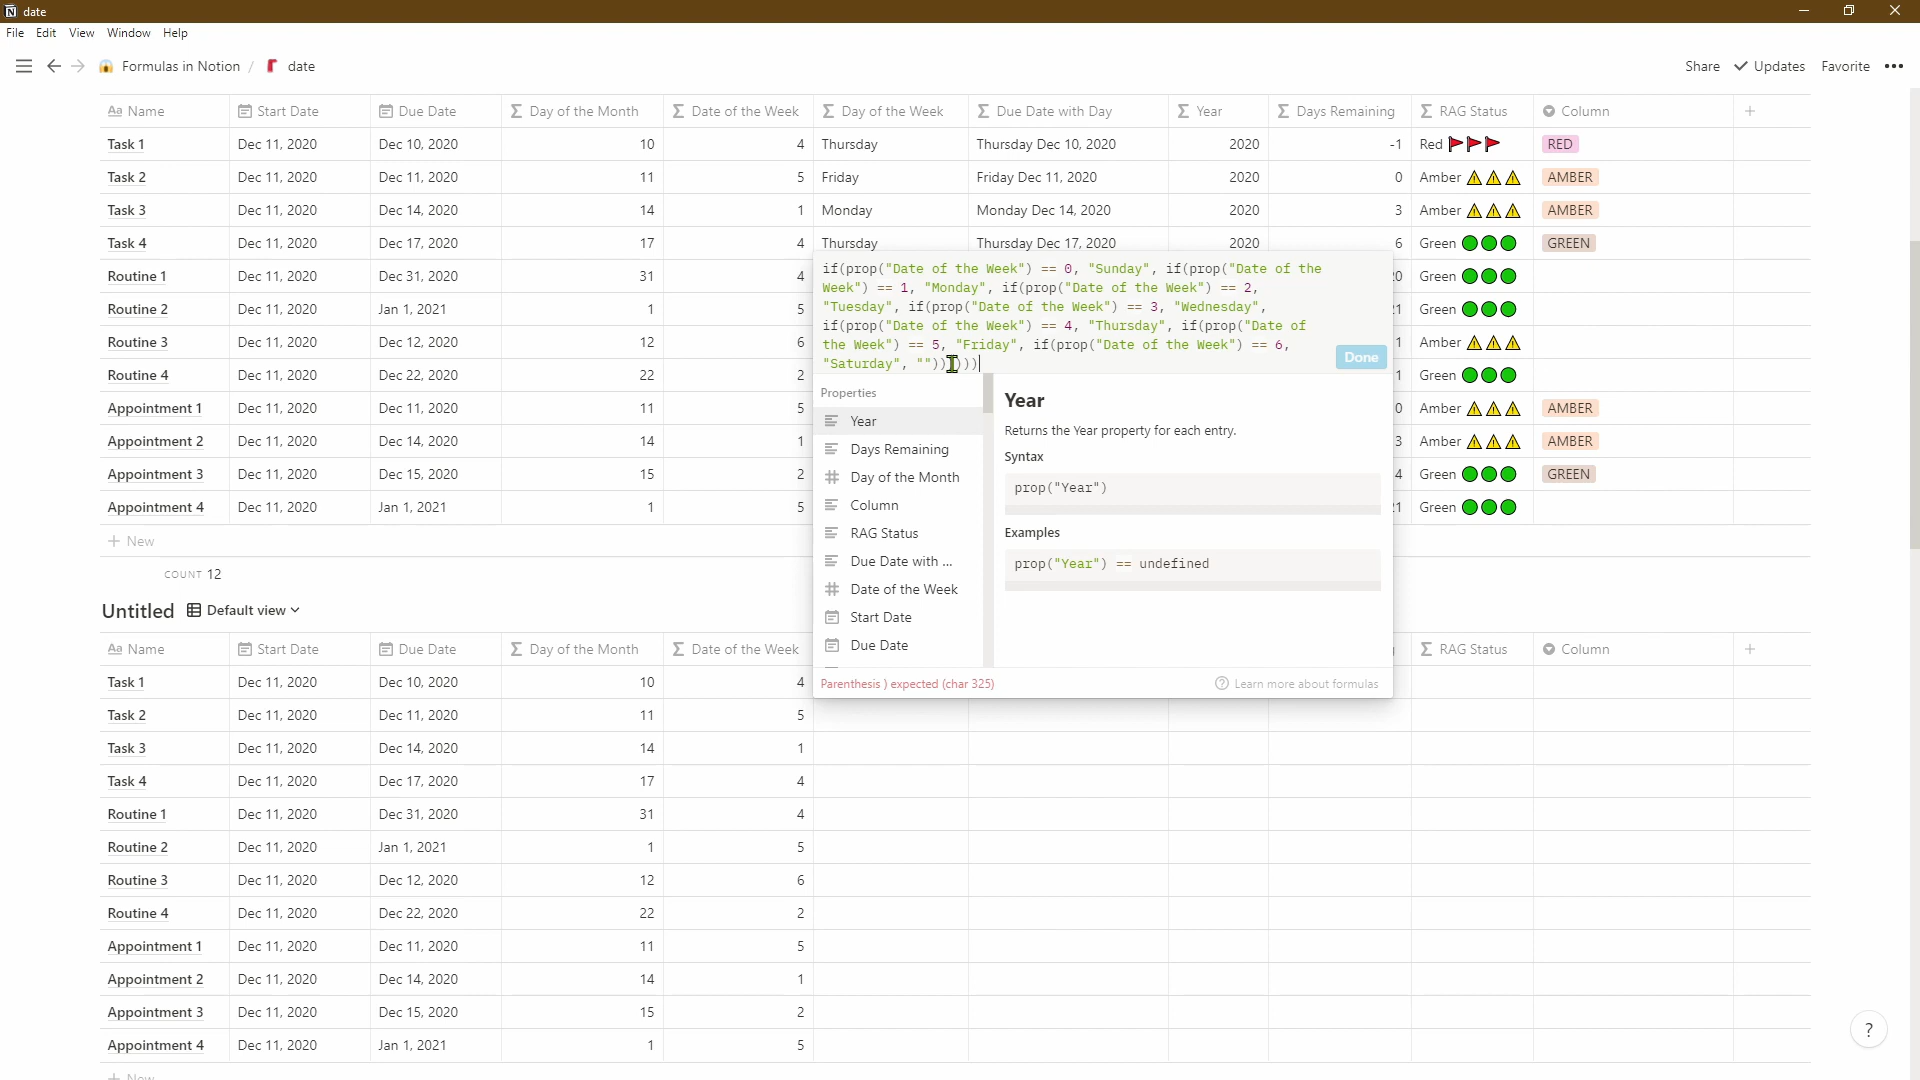 date
File Edit View Window Help
Formulas in Notion / date Share Updates Favorite
Aa Name Start Date Due Date Day of the Month Date of the Week Day of the Week Due Date with Day Year Days Remaining RAG Status Column
Task 1 Dec 11, 2020 Dec 10, 2020 10 4 Thursday Thursday Dec 10, 2020 2020 -1 Red RED
Task 2 Dec 11, 2020 Dec 11, 2020 11 5 Friday Friday Dec 11, 2020 2020 0 Amber AMBER
Task 3 Dec 11, 2020 Dec 14, 2020 14 1 Monday Monday Dec 14, 2020 2020 3 Amber AMBER
Task 4 Dec 11, 2020 Dec 17, 2020 17 4 Thursday Thursday Dec 17, 2020 2020 6 Green GREEN
Routine 1 Dec 11, 2020 Dec 31, 2020 31 4 Green
Routine 2 Dec 11, 2020 Jan 1, 2021 1 5 Green
Routine 3 Dec 11, 2020 Dec 12, 2020 12 6 Amber
Routine 4 Dec 11, 2020 Dec 22, 2020 22 2 Green
Appointment 1 Dec 11, 2020 Dec 11, 2020 11 5 Amber AMBER
Appointment 2 Dec 11, 2020 Dec 14, 2020 14 1 3 Amber AMBER
Appointment 3 Dec 11, 2020 Dec 15, 2020 15 2 4 Green GREEN
Appointment 4 Dec 11, 2020 Jan 1, 2021 1 5 Green
+ New
COUNT 12
if(prop("Date of the Week") == 0, "Sunday", if(prop("Date of the
Week") == 1, "Monday", if(prop("Date of the Week") == 2,
"Tuesday", if(prop("Date of the Week") == 3, "Wednesday",
if(prop("Date of the Week") == 4, "Thursday", if(prop("Date of
the Week") == 5, "Friday", if(prop("Date of the Week") == 6,
"Saturday", ""))
Done
Properties
Year
Days Remaining
Day of the Month
Column
RAG Status
Due Date with ...
Date of the Week
Start Date
Due Date
Year
Returns the Year property for each entry.
Syntax
prop("Year")
Examples
prop("Year") == undefined
Parenthesis ) expected (char 325) Learn more about formulas
Untitled Default view
Aa Name Start Date Due Date Day of the Month Date of the Week RAG Status Column
Task 1 Dec 11, 2020 Dec 10, 2020 10 4
Task 2 Dec 11, 2020 Dec 11, 2020 11 5
Task 3 Dec 11, 2020 Dec 14, 2020 14 1
Task 4 Dec 11, 2020 Dec 17, 2020 17 4
Routine 1 Dec 11, 2020 Dec 31, 2020 31 4
Routine 2 Dec 11, 2020 Jan 1, 2021 1 5
Routine 3 Dec 11, 2020 Dec 12, 2020 12 6
Routine 4 Dec 11, 2020 Dec 22, 2020 22 2
Appointment 1 Dec 11, 2020 Dec 11, 2020 11 5
Appointment 2 Dec 11, 2020 Dec 14, 2020 14 1
Appointment 3 Dec 11, 2020 Dec 15, 2020 15 2
Appointment 4 Dec 11, 2020 Jan 1, 2021 1 5
+ New
?